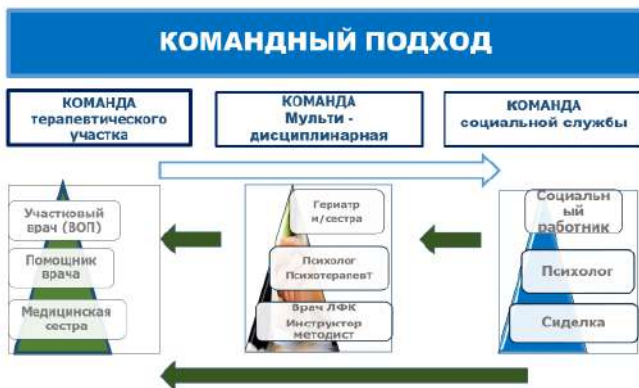 КОМАНДНЫЙ ПОДХОД
КОМАНДА
терапевтического
участка
КОМАНДА
Мульти -
дисциплинарная
КОМАНДА
социальной службы
Участковый
врач (ВОП)
Помощник
врача
Медицинская
сестра
Гериатр
м/сестра
Психолог
Психотерапевт
Врач ЛФК
Инструктор
методист
Социальн
ый
работник
Психолог
Сиделка